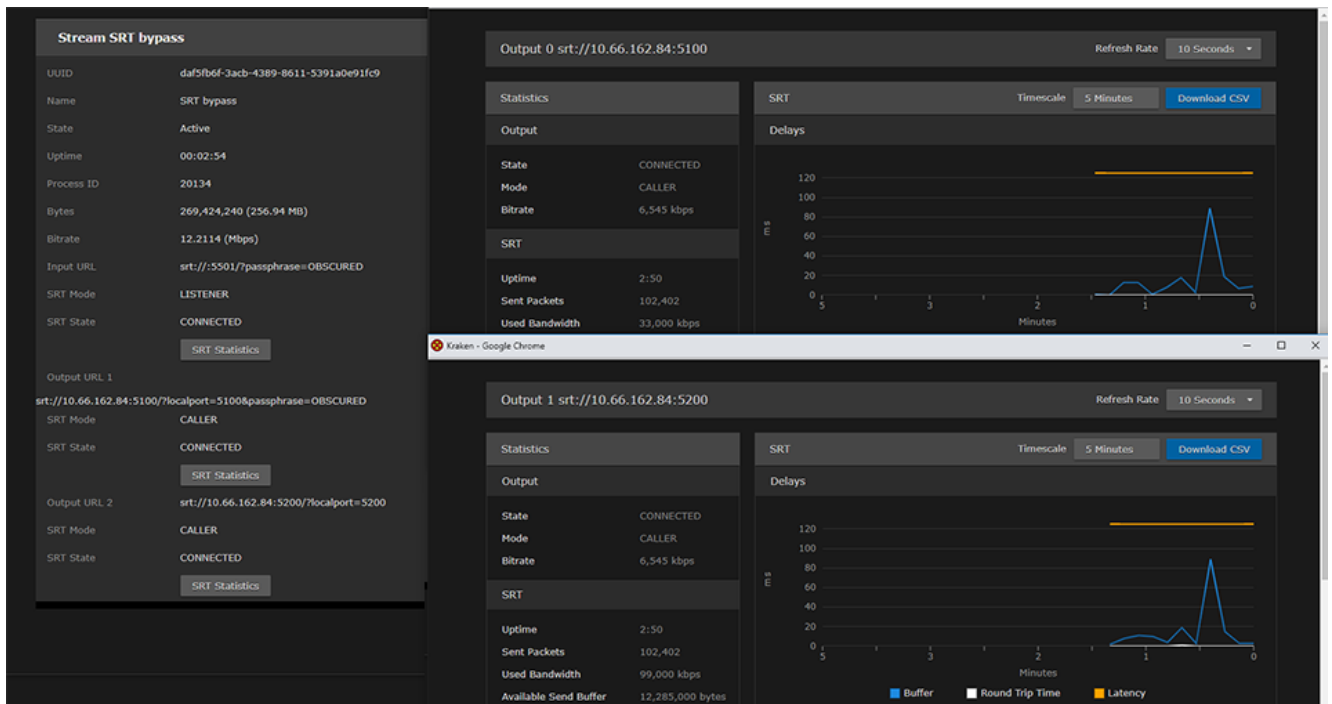 Stream SRT bypass
UUID daf5fb6f-3acb-4389-8611-5391a0e91fc9
Name SRT bypass
State Active
Uptime 00:02:54
Process ID 20134
Bytes 269,424,240 (256.94 MB)
Bitrate 12.2114 (Mbps)
Input URL srt://:5501/?passphrase=OBSCURED
SRT Mode LISTENER
SRT State CONNECTED
SRT Statistics
Output URL 1
srt://10.66.162.84:5100/?localport=5100&passphrase=OBSCURED
SRT Mode CALLER
SRT State CONNECTED
SRT Statistics
Output URL 2 srt://10.66.162.84:5200/?localport=5200
SRT Mode CALLER
SRT State CONNECTED
SRT Statistics
Output 0 srt://10.66.162.84:5100 Refresh Rate 10 Seconds
Statistics
Output
State CONNECTED
Mode CALLER
Bitrate 6,545 kbps
SRT
Uptime 2:50
Sent Packets 102,402
Used Bandwidth 33,000 kbps
SRT Timescale 5 Minutes Download CSV
Delays
120
100
80
60
40
20
0
ms
5 3 2 1 0
Minutes
Kraken - Google Chrome
Output 1 srt://10.66.162.84:5200 Refresh Rate 10 Seconds
Statistics
Output
State CONNECTED
Mode CALLER
Bitrate 6,545 kbps
SRT
Uptime 2:50
Sent Packets 102,402
Used Bandwidth 99,000 kbps
Available Send Buffer 12,285,000 bytes
SRT Timescale 5 Minutes Download CSV
Delays
120
100
80
60
40
20
0
ms
5 3 2 1 0
Minutes
Buffer Round Trip Time Latency